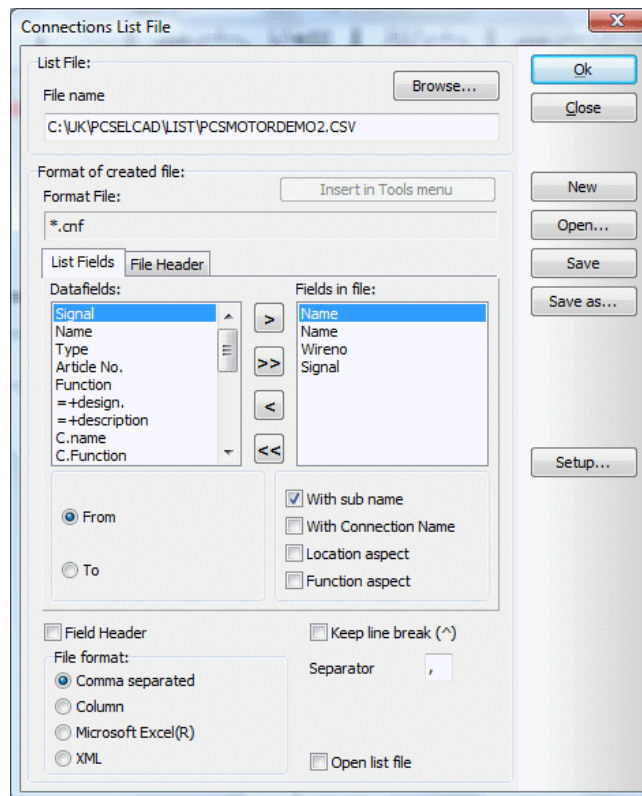 Connections List File
List File:
File name
Browse...
C:\UK\PCSELCAD\LIST\PCSMOTORDEMO2.CSV
Ok
Close
Format of created file:
Format File:
Insert in Tools menu
*.cnf
New
Open...
Save
Save as...
Setup...
List Fields
File Header
Datafields:
Signal
Name
Type
Article No.
Function
=+design.
=+description
C.name
C.Function
>
>>
<
<<
Fields in file:
Name
Name
Wireno
Signal
From
To
With sub name
With Connection Name
Location aspect
Function aspect
Field Header
Keep line break (^)
File format:
Comma separated
Column
Microsoft Excel(R)
XML
Separator
,
Open list file